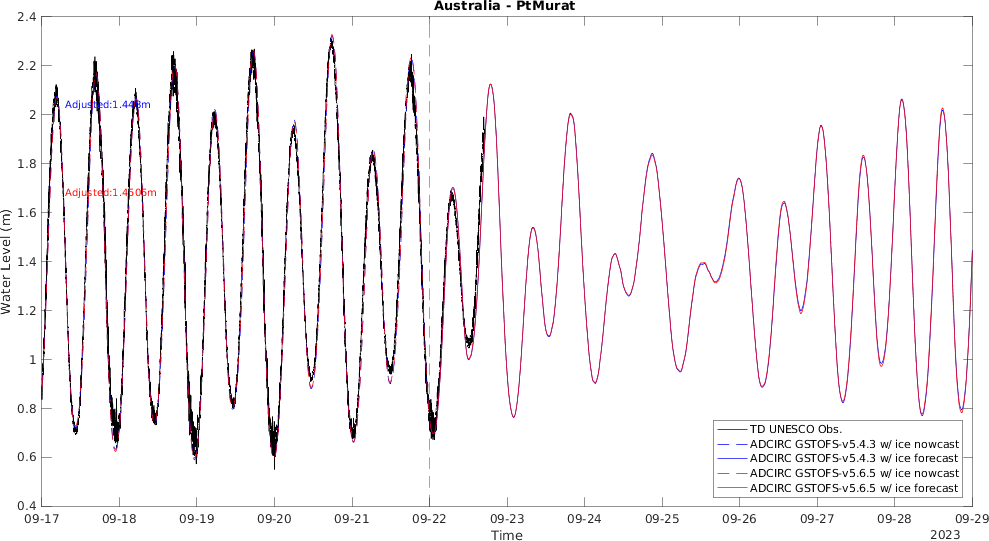 Australia - PtMurat
2.4
2.2
2
1.8
1.6
1.4
1.2
1
0.8
0.6
0.4
Water Level (m)
Adjusted:1.448m
Adjusted:1.4506m
TD UNESCO Obs.
ADCIRC GSTOFS-v5.4.3 w/ ice nowcast
ADCIRC GSTOFS-v5.4.3 w/ ice forecast
ADCIRC GSTOFS-v5.6.5 w/ ice nowcast
ADCIRC GSTOFS-v5.6.5 w/ ice forecast
09-17 09-18 09-19 09-20 09-21 09-22 09-23 09-24 09-25 09-26 09-27 09-28 09-29
Time
2023